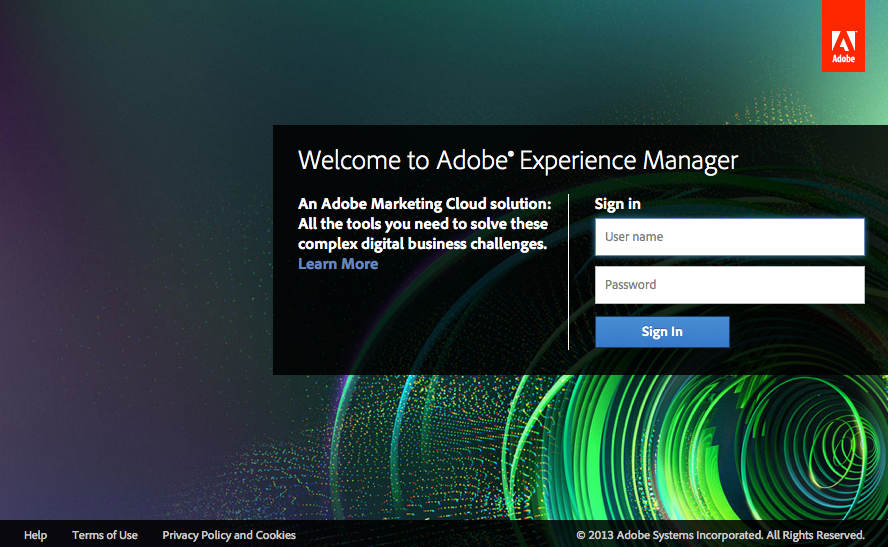 Adobe
Welcome to Adobe® Experience Manager
An Adobe Marketing Cloud solution:
All the tools you need to solve these
complex digital business challenges.
Learn More
Sign in
User name
Password
Sign In
Help
Terms of Use
Privacy Policy and Cookies
© 2013 Adobe Systems Incorporated. All Rights Reserved.